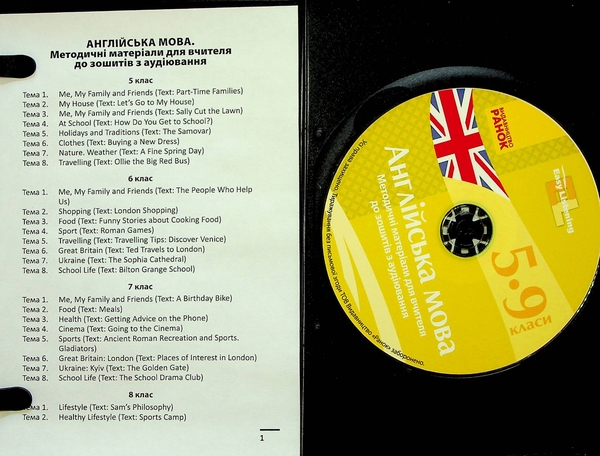 АНГЛІЙСЬКА МОВА.
Методичні матеріали для вчителя
до зошитів з аудіювання
5 клас
Тема 1. Me, My Family and Friends (Text: Part-Time Families)
Тема 2. My House (Text: Let's Go to My House)
Тема 3. Me, My Family and Friends (Text: Sally Cut the Lawn)
Тема 4. At School (Text: How Do You Get to School?)
Тема 5. Holidays and Traditions (Text: The Samovar)
Тема 6. Clothes (Text: Buying a New Dress)
Тема 7. Nature. Weather (Text: A Fine Spring Day)
Тема 8. Travelling (Text: Ollie the Big Red Bus)
6 клас
Тема 1. Me, My Family and Friends (Text: The People Who Help
Us)
Тема 2. Shopping (Text: London Shopping)
Тема 3. Food (Text: Funny Stories about Cooking Food)
Тема 4. Sport (Text: Roman Games)
Тема 5. Travelling (Text: Travelling Tips: Discover Venice)
Тема 6. Great Britain (Text: Ted Travels to London)
Тема 7. Ukraine (Text: The Sophia Cathedral)
Тема 8. School Life (Text: Bilton Grange School)
7 клас
Тема 1. Me, My Family and Friends (Text: A Birthday Bike)
Тема 2. Food (Text: Meals)
Тема 3. Health (Text: Getting Advice on the Phone)
Тема 4. Cinema (Text: Going to the Cinema)
Тема 5. Sports (Text: Ancient Roman Recreation and Sports.
Gladiators)
Тема 6. Great Britain: London (Text: Places of Interest in London)
Тема 7. Ukraine: Kyiv (Text: The Golden Gate)
Тема 8. School Life (Text: The School Drama Club)
8 клас
ма 1. Lifestyle (Text: Sam's Philosophy)
Тема 2. Healthy Lifestyle (Text: Sports Camp)
1
ВИДАВНИЦТВО
РАНОК
Easy Listening
Англійська мова
Методичні матеріали для вчителя
до зошитів з аудіювання
5-9
класи
Усі права захищено. Тиражування без письмової угоди ТОВ Видавництво «Ранок» заборонено.